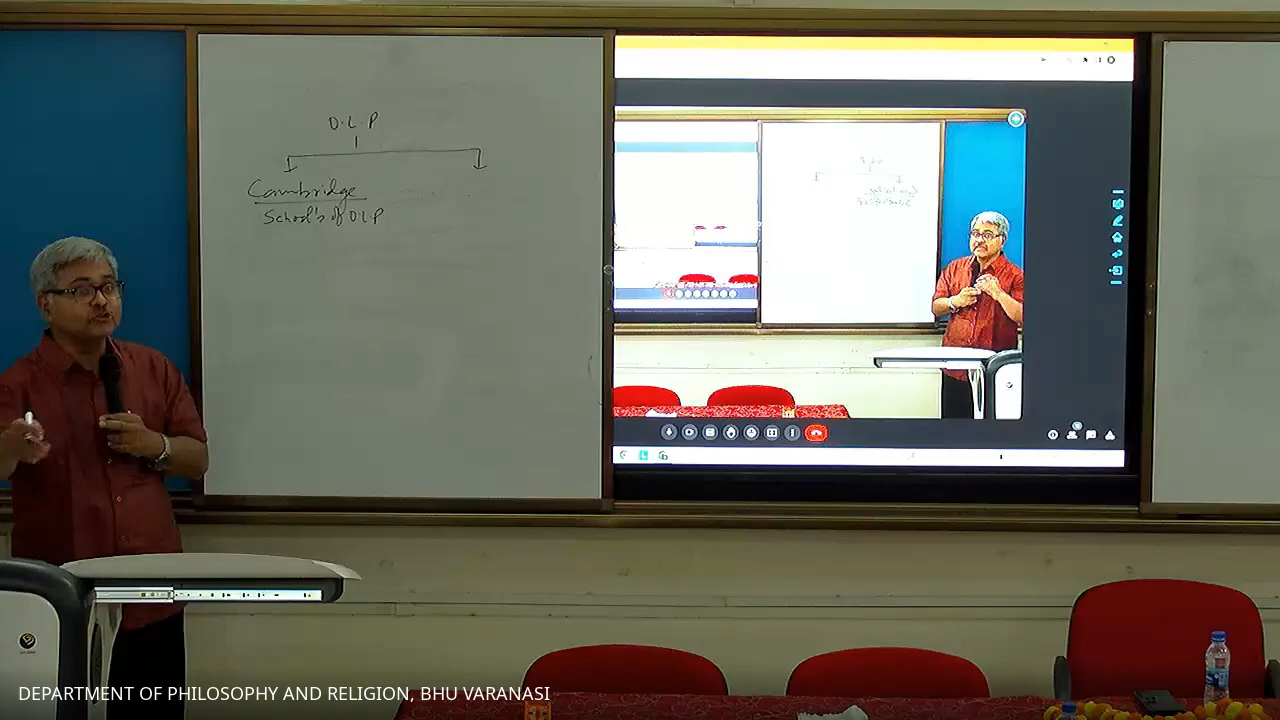 O.L P
Cambridge
School's of O L P
DEPARTMENT OF PHILOSOPHY AND RELIGION, BHU VARANASI